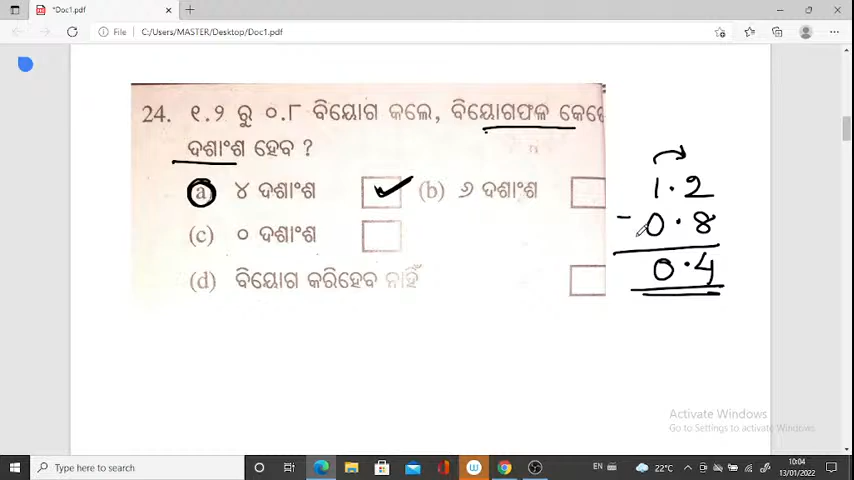 *Doc1.pdf
File C:/Users/MASTER/Desktop/Doc1.pdf
24. ୧.୨ ରୁ ୦.୮ ବିୟୋଗ କଲେ, ବିୟୋଗଫଳ କେତେ
ଦଶାଂଶ ହେବ ?
(a) ୪ ଦଶାଂଶ (b) ୬ ଦଶାଂଶ
(c) ୦ ଦଶାଂଶ
(d) ବିୟୋଗ କରିହେବ ନାହିଁ
1.2
- 0.8
0.4
Activate Windows
Go to Settings to activate Windows.
Type here to search
W
22°C
EN
10:04
13/01/2022